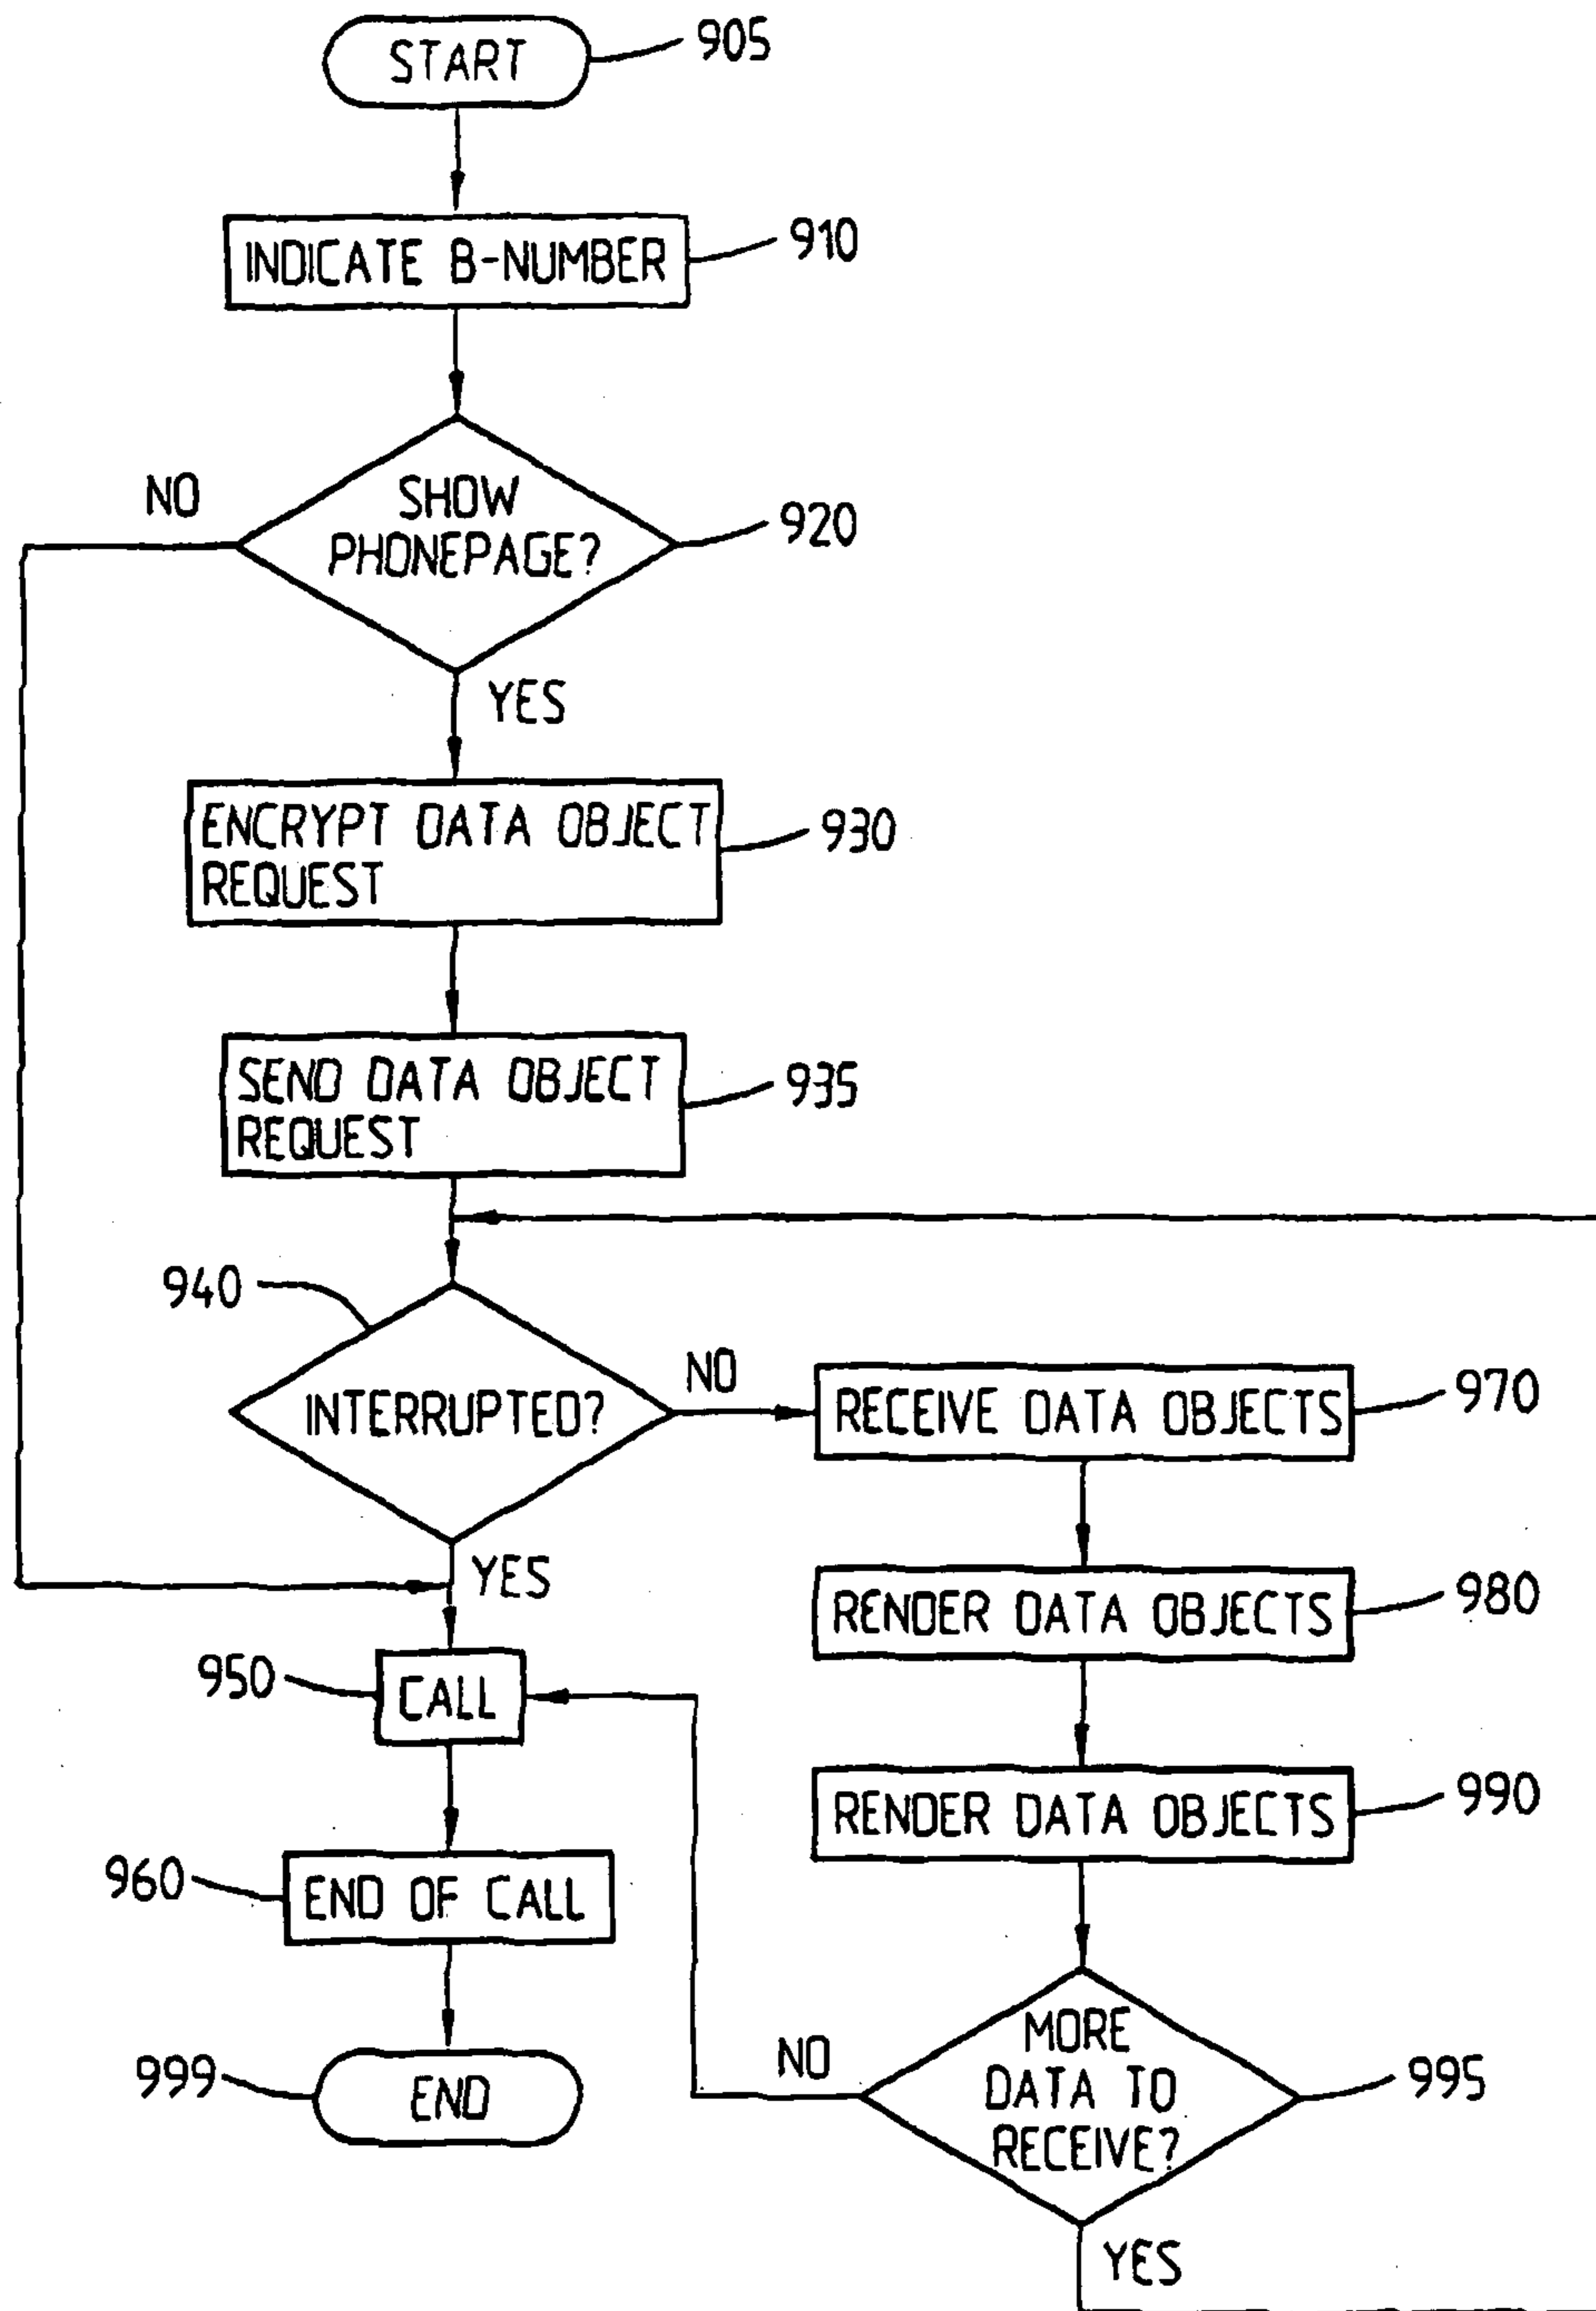 START
905
INDICATE B-NUMBER
910
NO
SHOW
PHONEPAGE?
920
YES
ENCRYPT DATA OBJECT
REQUEST
930
SEND DATA OBJECT
REQUEST
935
940
INTERRUPTED?
NO
RECEIVE DATA OBJECTS
970
YES
RENDER DATA OBJECTS
980
950
CALL
RENDER DATA OBJECTS
990
960
END OF CALL
999
END
NO
MORE
DATA TO
RECEIVE?
995
YES